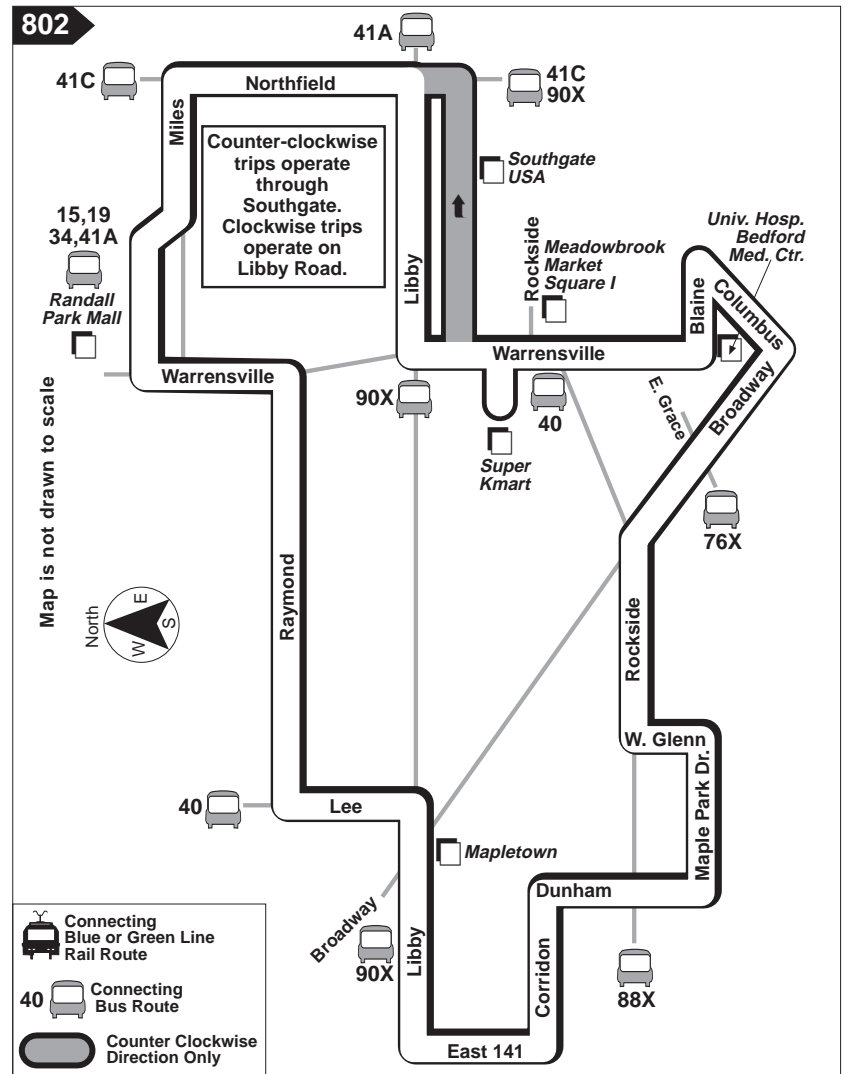 802
41A
41C
Northfield
41C
90X
Miles
Counter-clockwise
trips operate
through
Southgate.
Clockwise trips
operate on
Libby Road.
Libby
Southgate
USA
15,19
34,41A
Randall
Park Mall
Rockside
Meadowbrook
Market
Square I
Univ. Hosp.
Bedford
Med. Ctr.
Blaine
Columbus
Broadway
Warrensville
Warrensville
90X
40
E. Grace
Super
Kmart
76X
Map is not drawn to scale
North
E
S
W
Raymond
Rockside
W. Glenn
Maple Park Dr.
40
Lee
Mapletown
Dunham
Broadway
90X
Libby
Corridon
88X
East 141
Connecting
Blue or Green Line
Rail Route
40
Connecting
Bus Route
Counter Clockwise
Direction Only